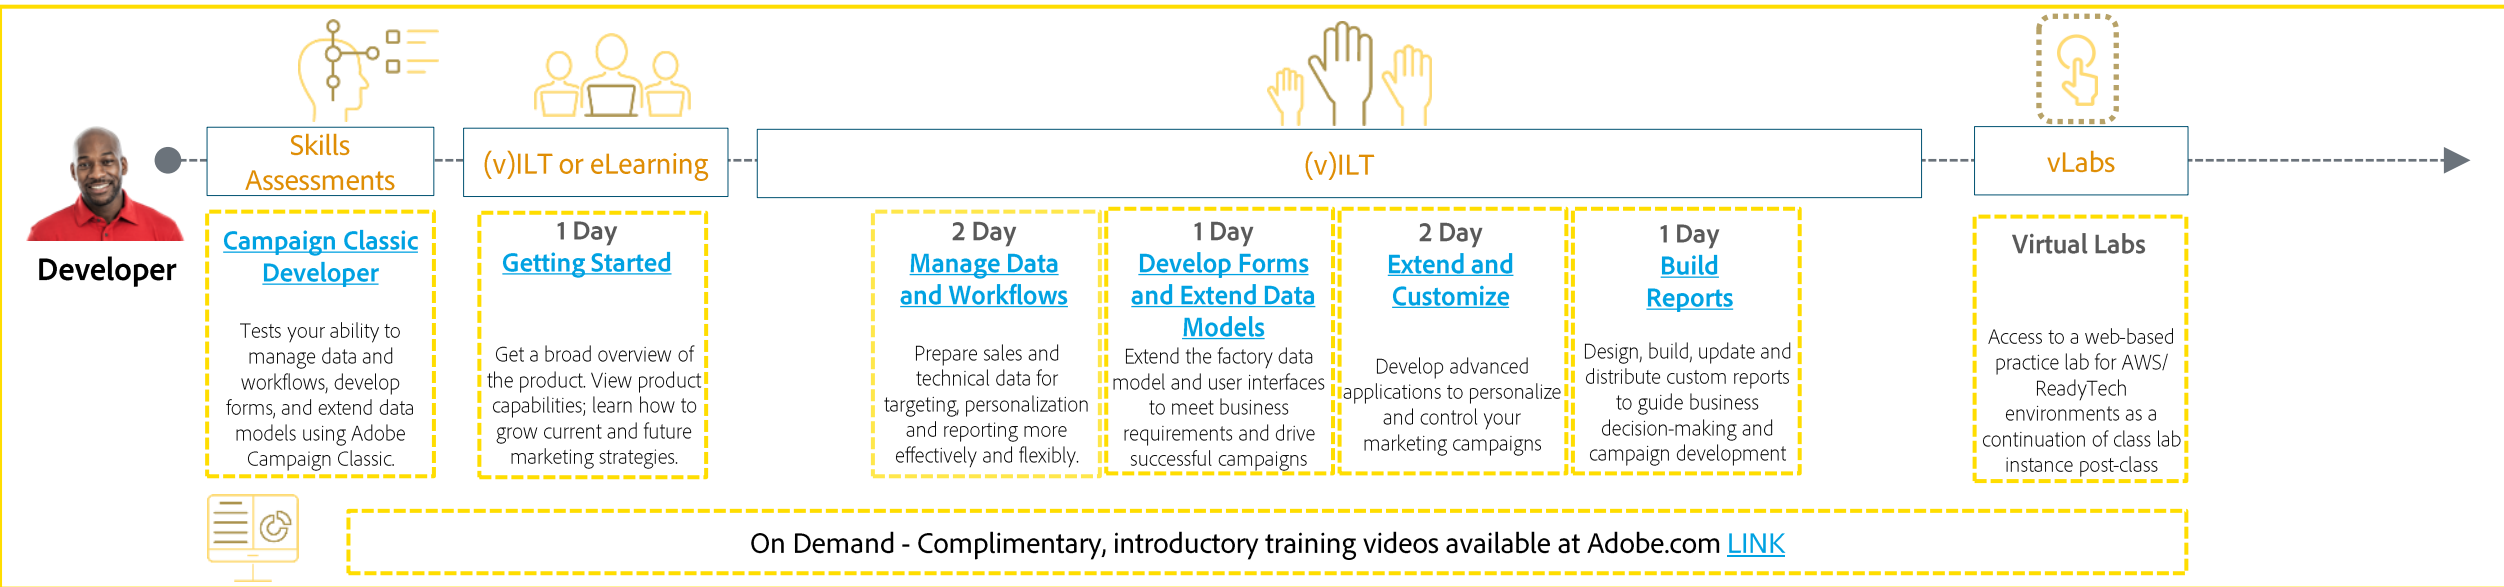 Skills
Assessments
(v)ILT or eLearning
(v)ILT
vLabs
Developer
Campaign Classic
Developer
Tests your ability to
manage data and
workflows, develop
forms, and extend data
models using Adobe
Campaign Classic.
1 Day
Getting Started
Get a broad overview of
the product. View product
capabilities; learn how to
grow current and future
marketing strategies.
2 Day
Manage Data
and Workflows
Prepare sales and
technical data for
targeting, personalization
and reporting more
effectively and flexibly.
1 Day
Develop Forms
and Extend Data
Models
Extend the factory data
model and user interfaces
to meet business
requirements and drive
successful campaigns
2 Day
Extend and
Customize
Develop advanced
applications to personalize
and control your
marketing campaigns
1 Day
Build
Reports
Design, build, update and
distribute custom reports
to guide business
decision-making and
campaign development
Virtual Labs
Access to a web-based
practice lab for AWS/
ReadyTech
environments as a
continuation of class lab
instance post-class
On Demand - Complimentary, introductory training videos available at Adobe.com LINK